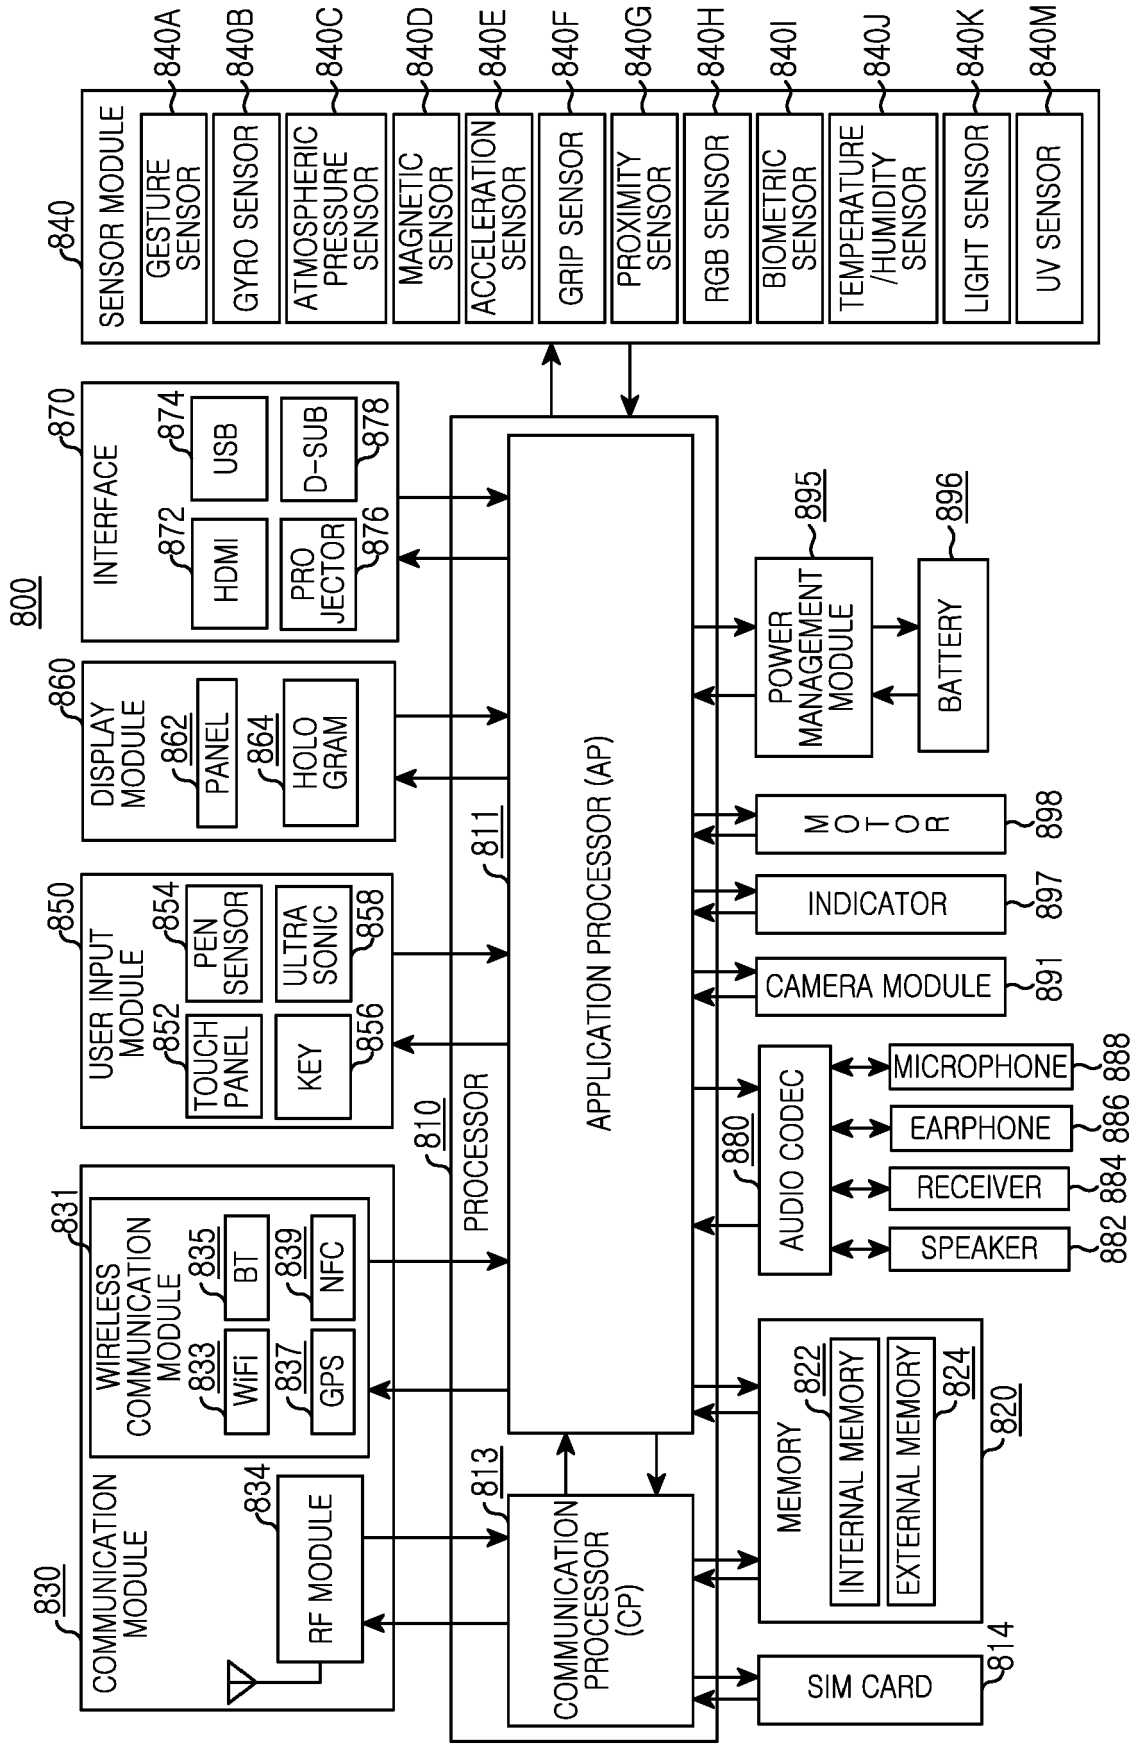 800
830
COMMUNICATION
MODULE
834
RF MODULE
831
WIRELESS
COMMUNICATION
MODULE
833
WiFi
835
BT
837
GPS
839
NFC
850
USER INPUT
MODULE
852
TOUCH
PANEL
854
PEN
SENSOR
KEY
856
ULTRA
SONIC
858
860
DISPLAY
MODULE
862
PANEL
864
HOLO
GRAM
870
INTERFACE
872
HDMI
874
USB
PRO
JECTOR
876
D-SUB
878
840
SENSOR MODULE
GESTURE
SENSOR
840A
GYRO SENSOR
840B
ATMOSPHERIC
PRESSURE
SENSOR
840C
MAGNETIC
SENSOR
840D
ACCELERATION
SENSOR
840E
GRIP SENSOR
840F
PROXIMITY
SENSOR
840G
RGB SENSOR
840H
BIOMETRIC
SENSOR
840I
TEMPERATURE
/HUMIDITY
SENSOR
840J
LIGHT SENSOR
840K
UV SENSOR
840M
810
PROCESSOR
813
COMMUNICATION
PROCESSOR
(CP)
811
APPLICATION PROCESSOR (AP)
SIM CARD
814
MEMORY
822
INTERNAL MEMORY
EXTERNAL MEMORY
824
820
880
AUDIO CODEC
SPEAKER
882
RECEIVER
884
EARPHONE
886
MICROPHONE
888
CAMERA MODULE
891
INDICATOR
897
MOTOR
898
POWER
MANAGEMENT
MODULE
895
BATTERY
896